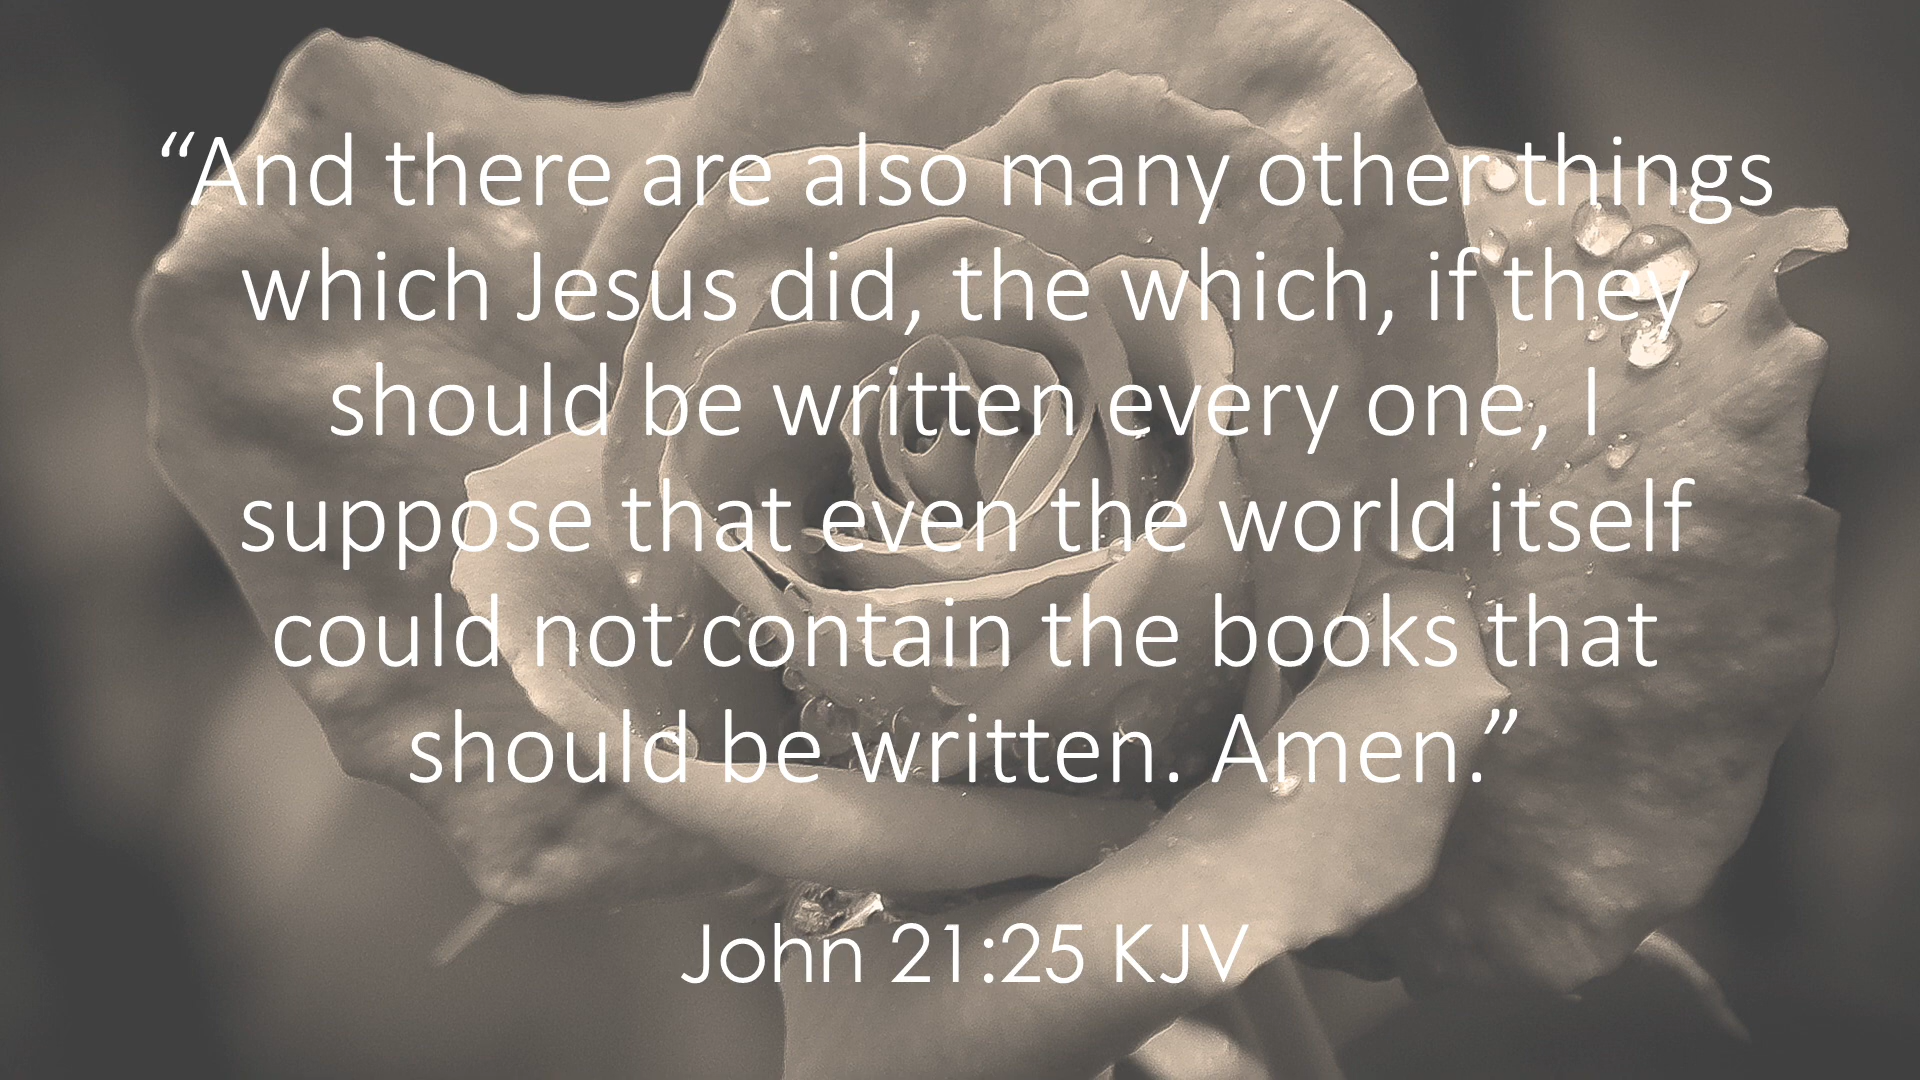 “And there are also many other things
which Jesus did, the which, if they
should be written every one, I
suppose that even the world itself
could not contain the books that
should be written. Amen.”
John 21:25 KJV